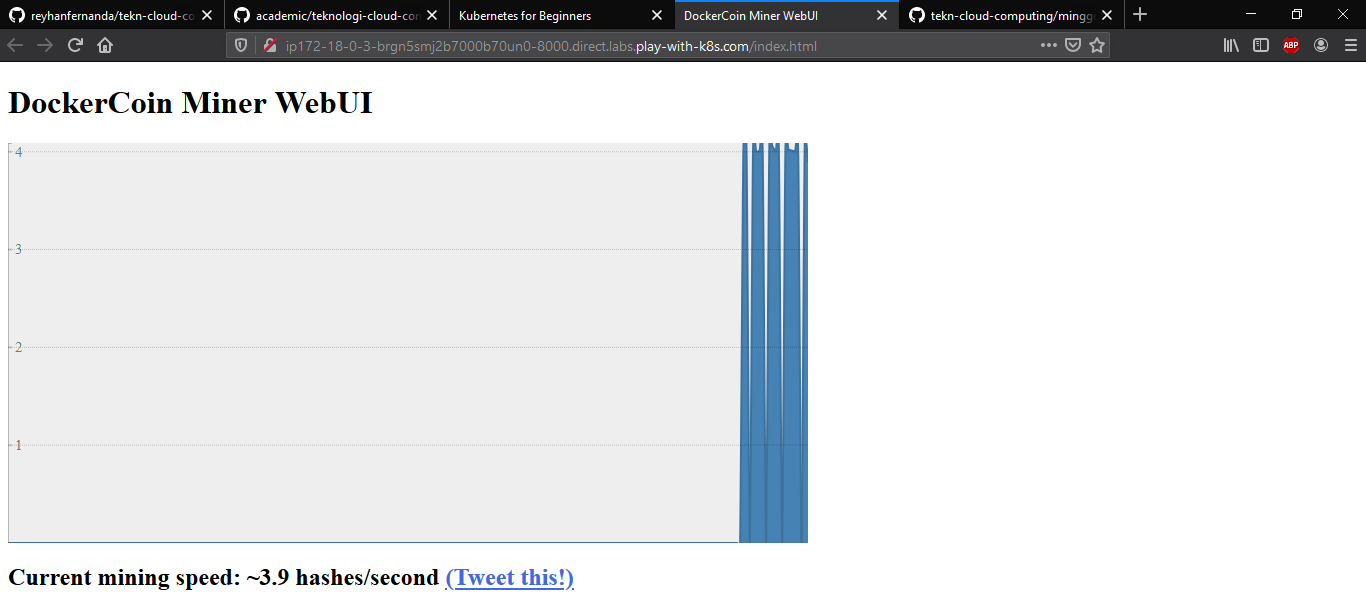 reyhanfernanda/tekn-cloud-co
academic/teknologi-cloud-con
Kubernetes for Beginners
DockerCoin Miner WebUI
tekn-cloud-computing/mingg
ip172-18-0-3-brgn5smj2b7000b70un0-8000.direct.labs.play-with-k8s.com/index.html
ABP
DockerCoin Miner WebUI
4
3
2
1
Current mining speed: ~3.9 hashes/second (Tweet this!)